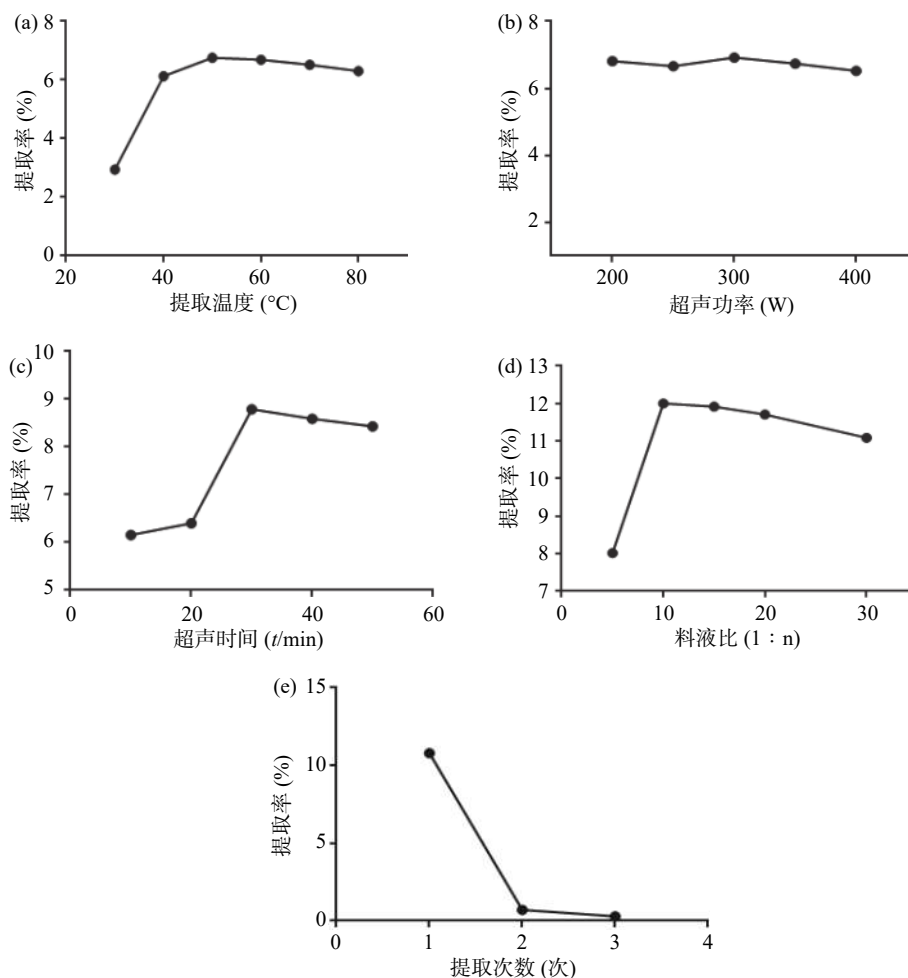 (a)
8
6
4
2
0
提取率 (%)
20 40 60 80
提取温度 (°C)
(b)
8
6
4
2
提取率 (%)
200 300 400
超声功率 (W)
(c)
10
9
8
7
6
5
提取率 (%)
0 20 40 60
超声时间 (t/min)
(d)
13
12
11
10
9
8
7
提取率 (%)
0 10 20 30
料液比 (1：n)
(e)
15
10
5
0
提取率 (%)
0 1 2 3 4
提取次数 (次)